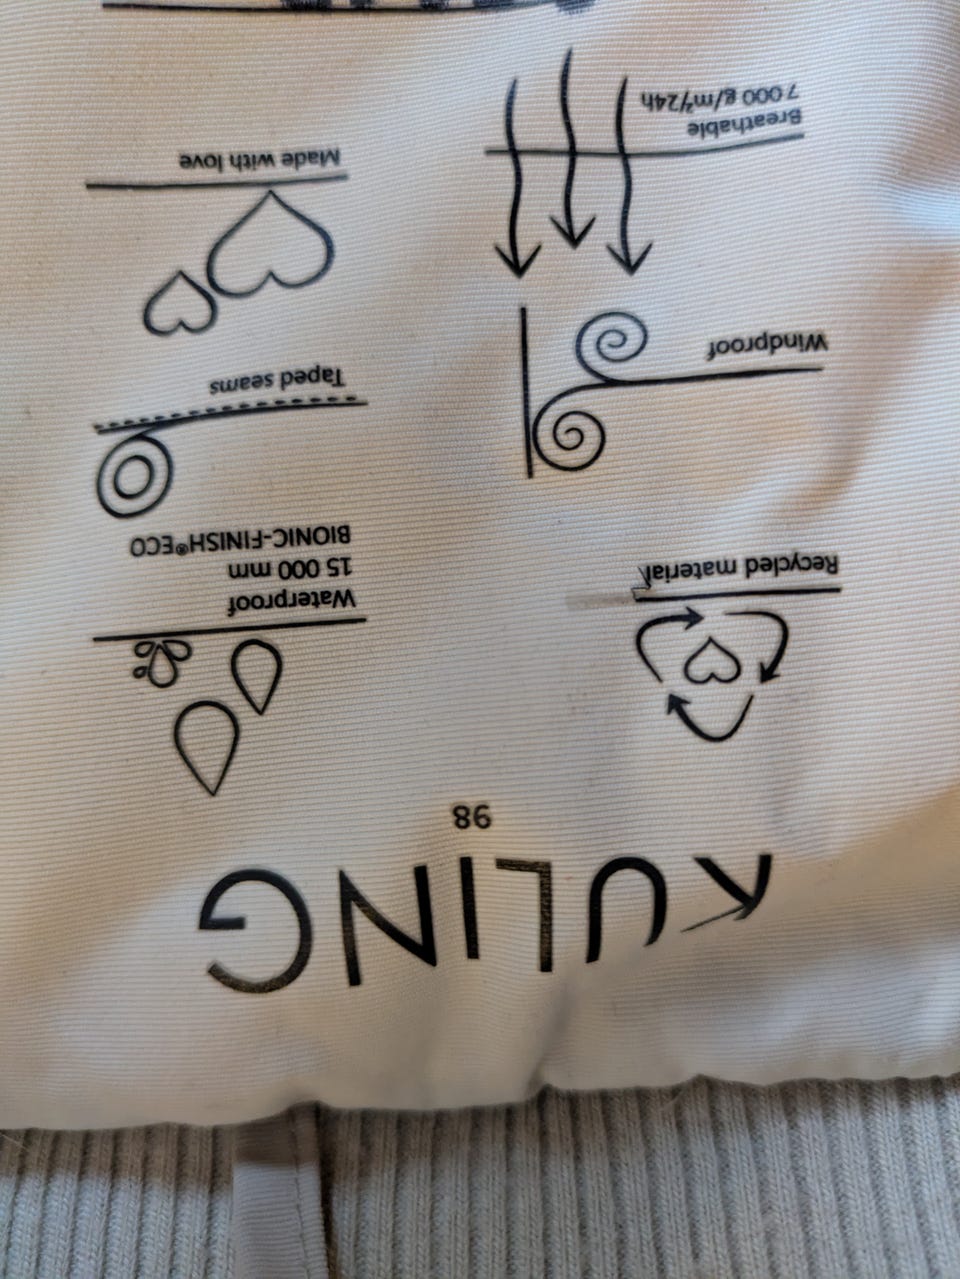 KULING
98
Recycled material
Waterproof
15 000 mm
BIONIC-FINISH®ECO
Windproof
Taped seams
Breathable
7 000 g/m²/24h
Made with love